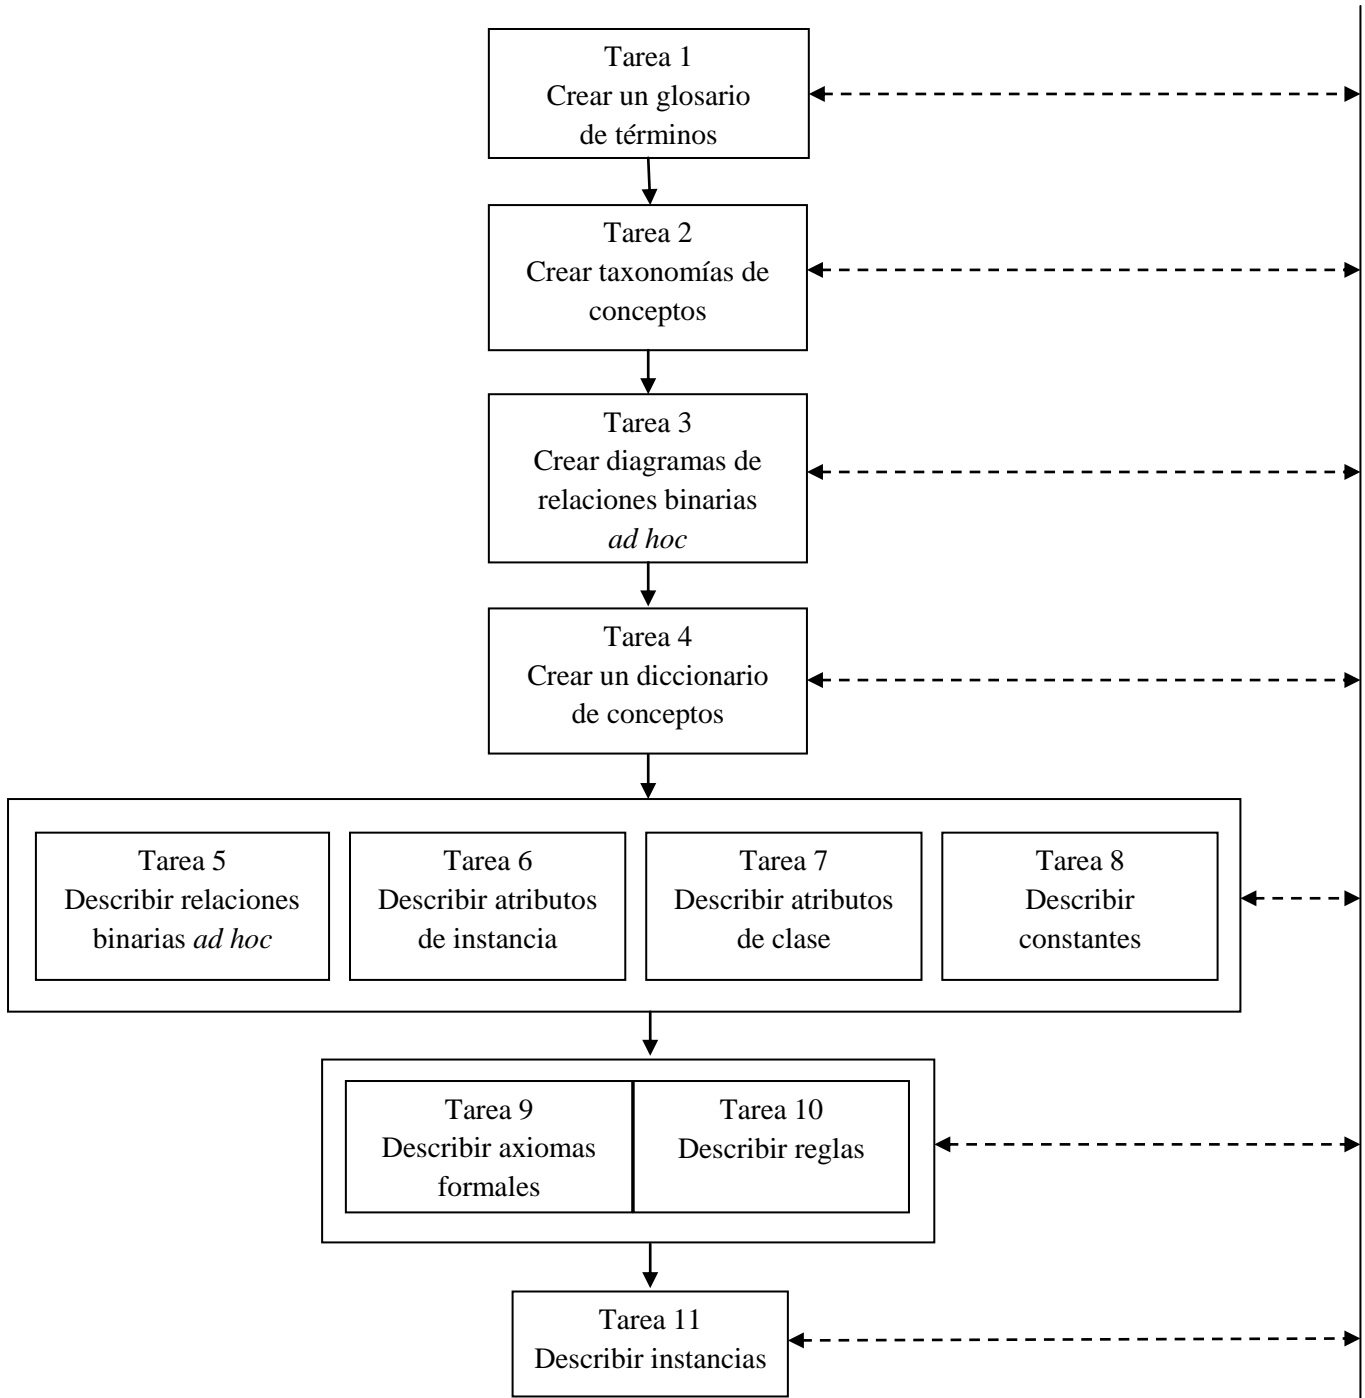 Tarea 1
Crear un glosario
de términos
Tarea 2
Crear taxonomías de
conceptos
Tarea 3
Crear diagramas de
relaciones binarias
ad hoc
Tarea 4
Crear un diccionario
de conceptos
Tarea 5
Describir relaciones
binarias ad hoc
Tarea 6
Describir atributos
de instancia
Tarea 7
Describir atributos
de clase
Tarea 8
Describir
constantes
Tarea 9
Describir axiomas
formales
Tarea 10
Describir reglas
Tarea 11
Describir instancias